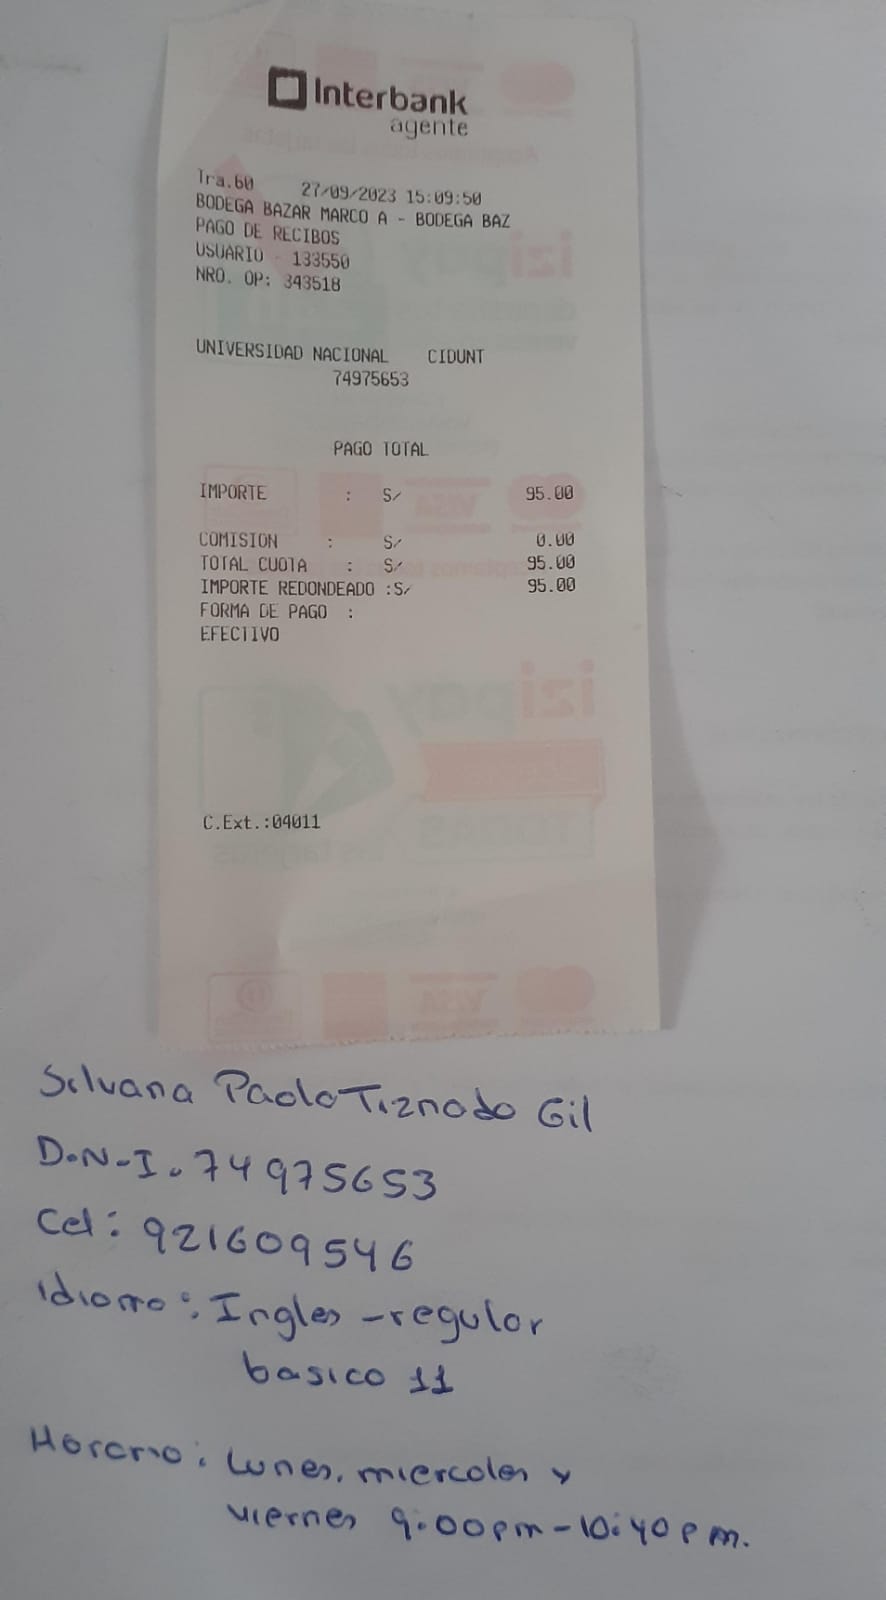 Interbank
agente
Tra.60 27/09/2023 15:09:50
BODEGA BAZAR MARCO A - BODEGA BAZ
PAGO DE RECIBOS
USUARIO - 133550
NRO. OP: 343518
UNIVERSIDAD NACIONAL CIDUNT
74975653
PAGO TOTAL
IMPORTE : S/ 95.00
COMISION : S/ 0.00
TOTAL CUOTA : S/ 95.00
IMPORTE REDONDEADO :S/ 95.00
FORMA DE PAGO :
EFECTIVO
C.Ext.:04011
Silvana Paola Tiznado Gil
D.N-I. 74975653
Cel: 921609546
Idioma: Ingles - regular
basico 11
Horario: Lunes, miercoles y
viernes 9:00pm - 10:40pm.